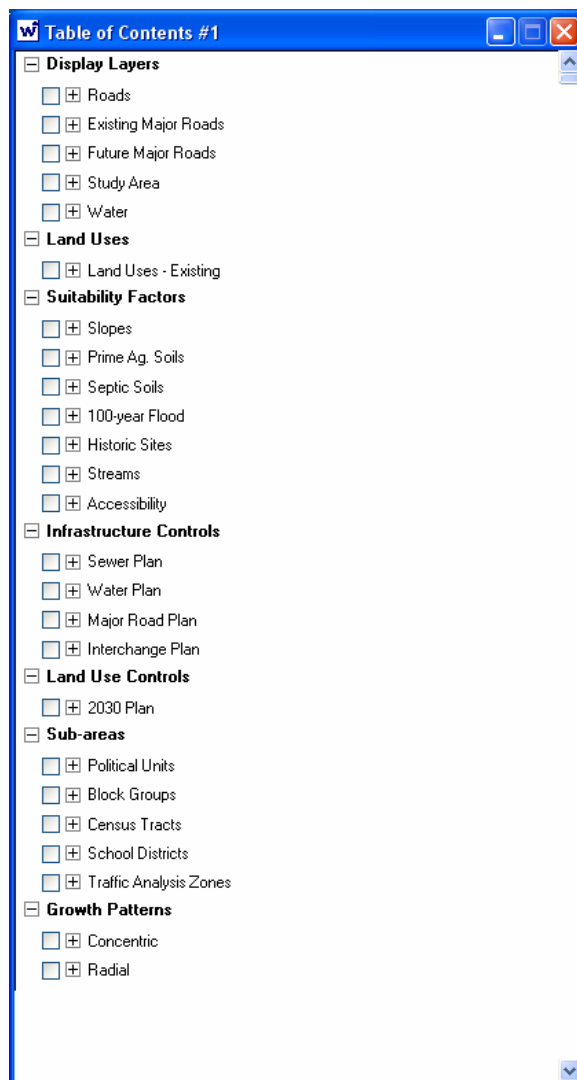 Table of Contents #1
Display Layers
Roads
Existing Major Roads
Future Major Roads
Study Area
Water
Land Uses
Land Uses - Existing
Suitability Factors
Slopes
Prime Ag. Soils
Septic Soils
100-year Flood
Historic Sites
Streams
Accessibility
Infrastructure Controls
Sewer Plan
Water Plan
Major Road Plan
Interchange Plan
Land Use Controls
2030 Plan
Sub-areas
Political Units
Block Groups
Census Tracts
School Districts
Traffic Analysis Zones
Growth Patterns
Concentric
Radial